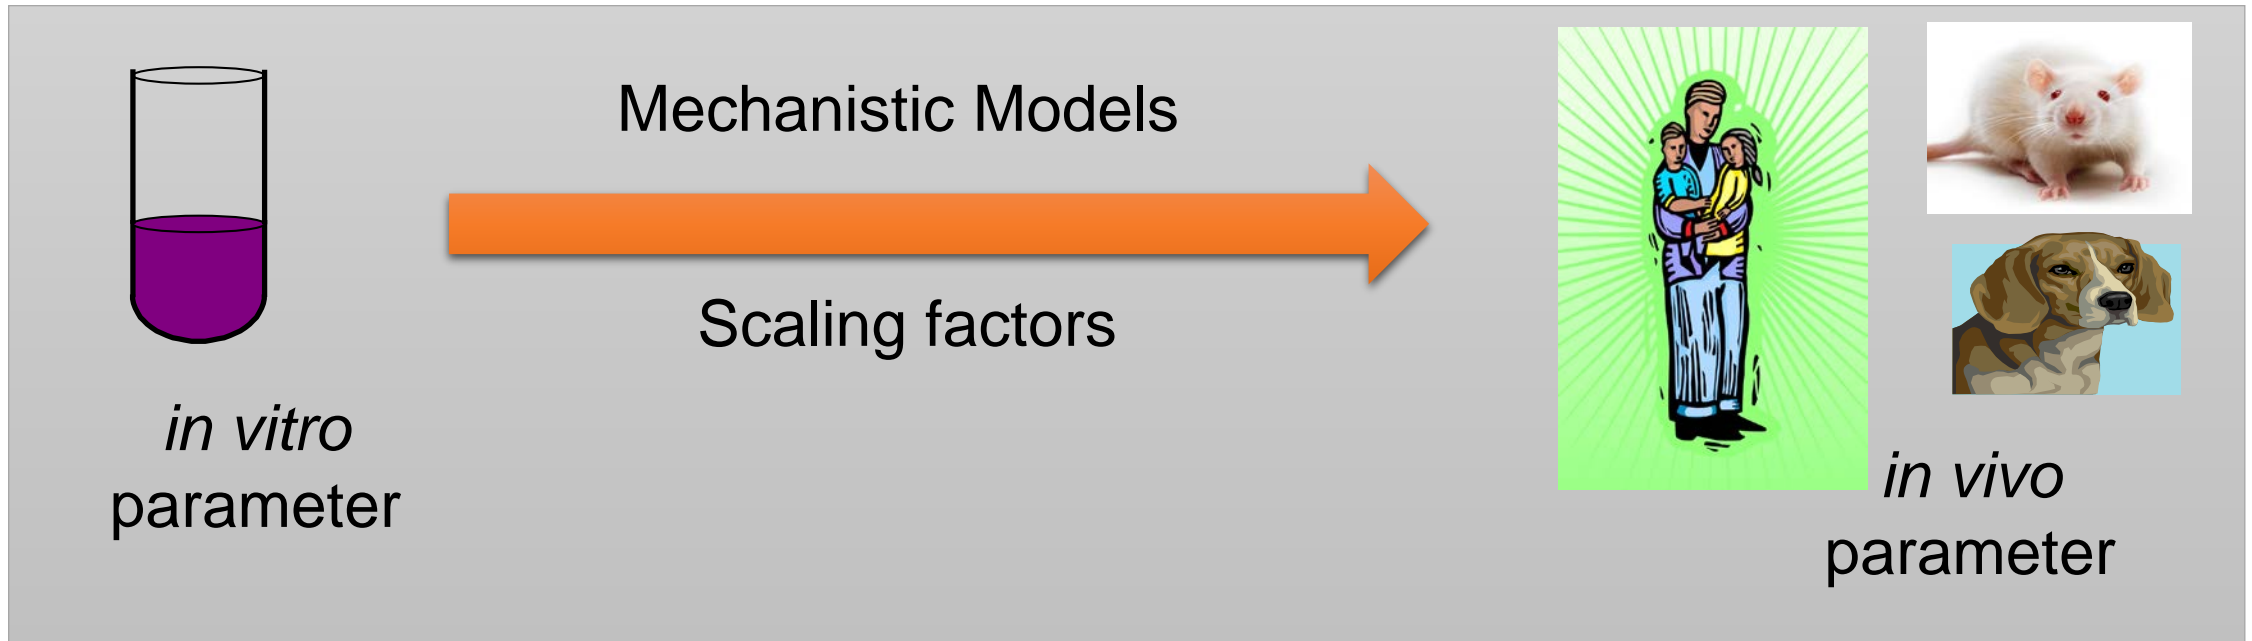 Mechanistic Models
Scaling factors
in vitro
parameter
in vivo
parameter